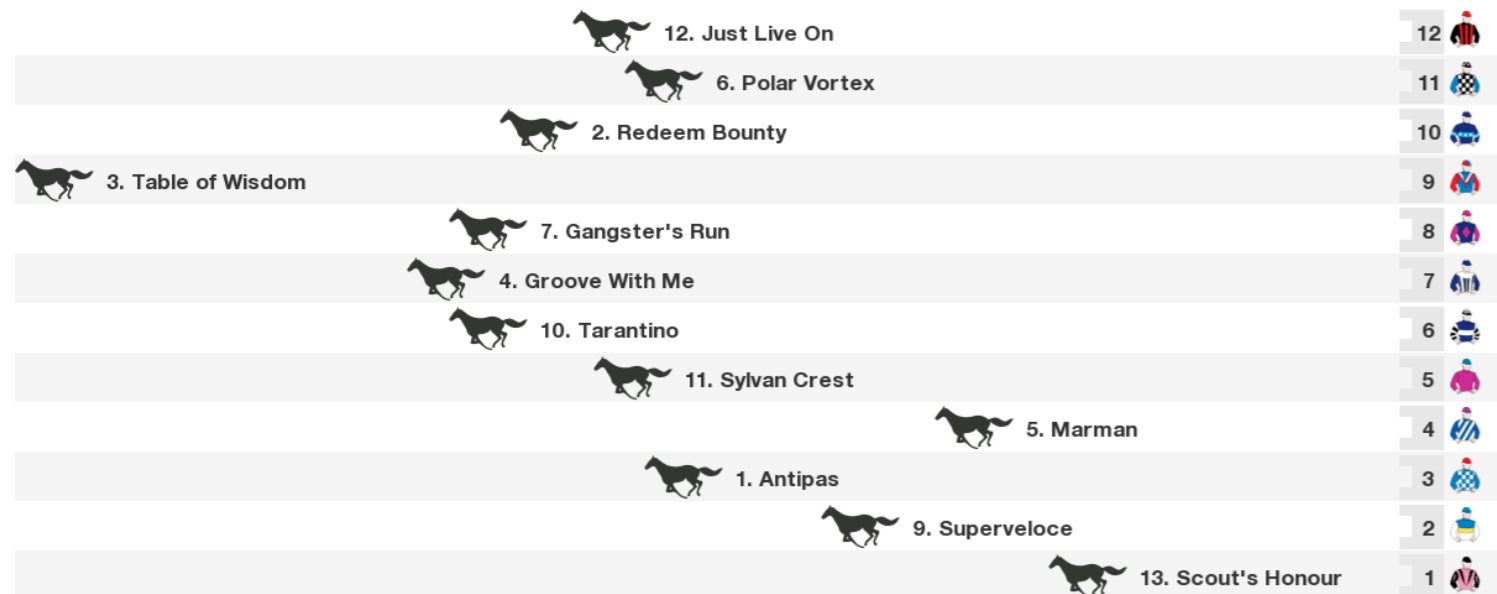 12. Just Live On 12
6. Polar Vortex 11
2. Redeem Bounty 10
3. Table of Wisdom 9
7. Gangster's Run 8
4. Groove With Me 7
10. Tarantino 6
11. Sylvan Crest 5
5. Marman 4
1. Antipas 3
9. Superveloce 2
13. Scout's Honour 1